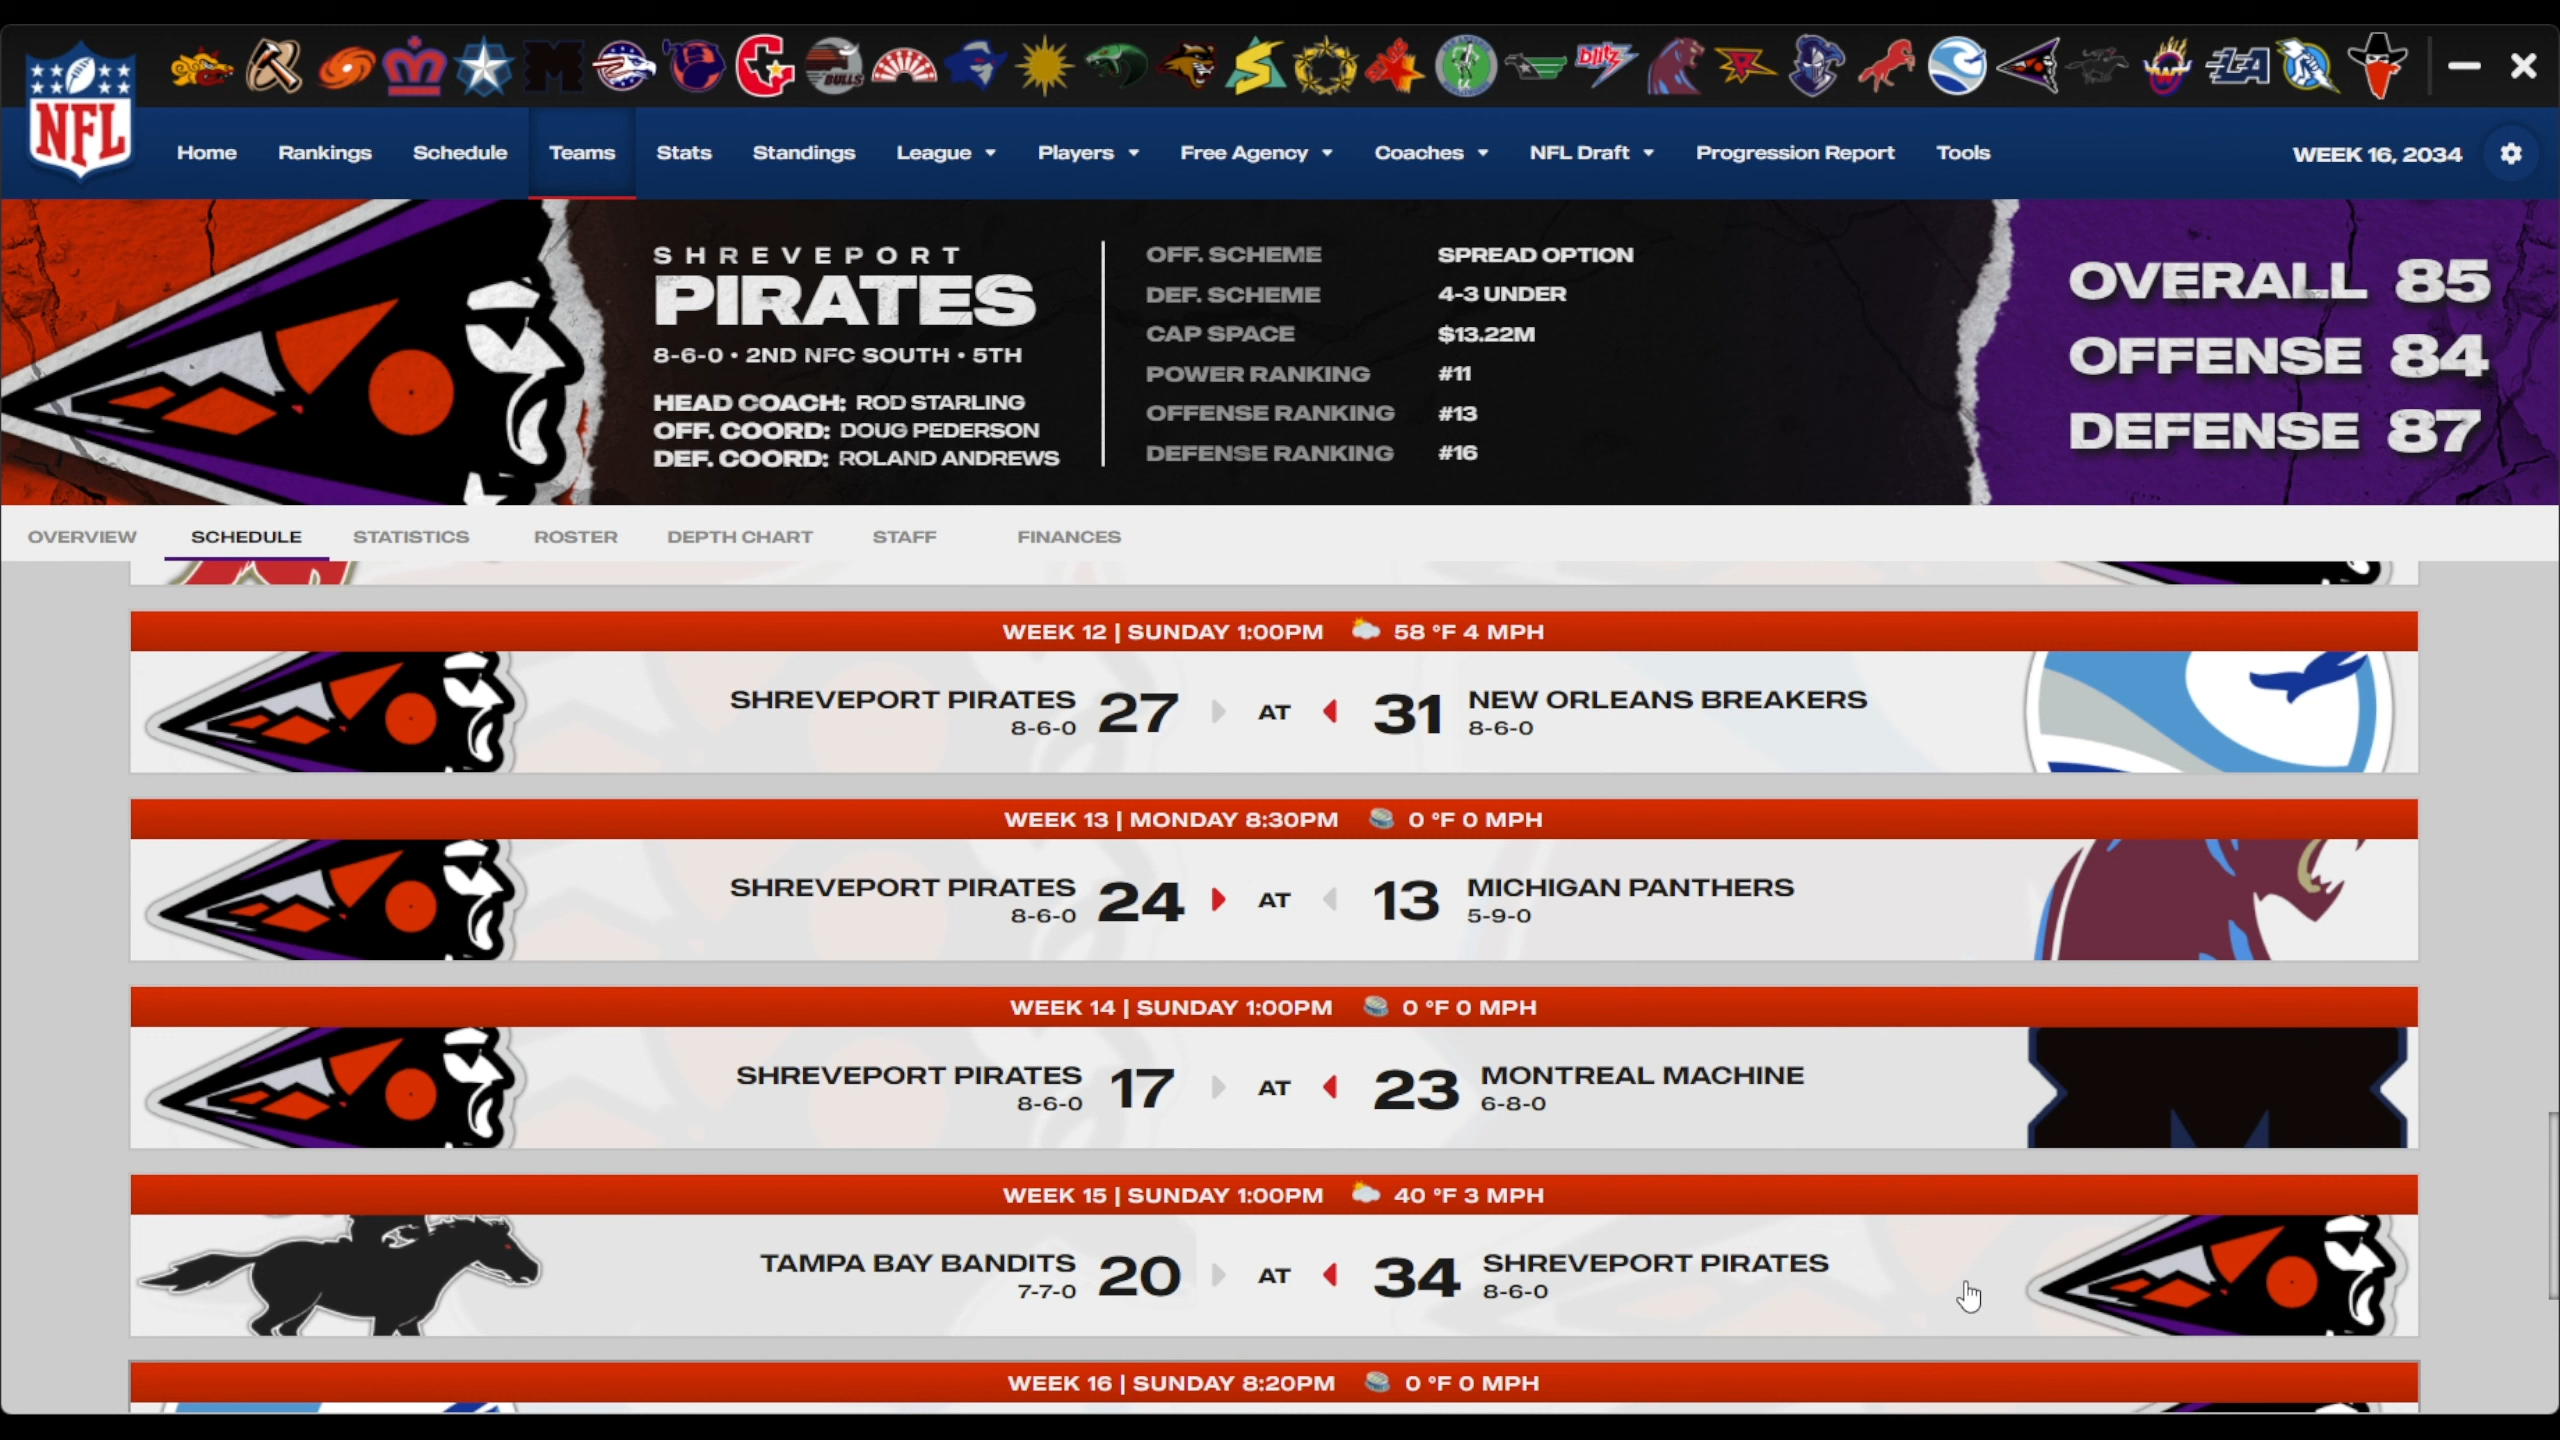 BULLS
blitz
LA
NFL
Home Rankings Schedule Teams Stats Standings League Players Free Agency Coaches NFL Draft Progression Report Tools WEEK 16, 2034
SHREVEPORT
PIRATES
8-6-0 • 2ND NFC SOUTH • 5TH
HEAD COACH: ROD STARLING
OFF. COORD: DOUG PEDERSON
DEF. COORD: ROLAND ANDREWS
OFF. SCHEME SPREAD OPTION
DEF. SCHEME 4-3 UNDER
CAP SPACE $13.22M
POWER RANKING #11
OFFENSE RANKING #13
DEFENSE RANKING #16
OVERALL 85
OFFENSE 84
DEFENSE 87
OVERVIEW SCHEDULE STATISTICS ROSTER DEPTH CHART STAFF FINANCES
WEEK 12 | SUNDAY 1:00PM 58 °F 4 MPH
SHREVEPORT PIRATES 27 AT 31 NEW ORLEANS BREAKERS
8-6-0 8-6-0
WEEK 13 | MONDAY 8:30PM 0 °F 0 MPH
SHREVEPORT PIRATES 24 AT 13 MICHIGAN PANTHERS
8-6-0 5-9-0
WEEK 14 | SUNDAY 1:00PM 0 °F 0 MPH
SHREVEPORT PIRATES 17 AT 23 MONTREAL MACHINE
8-6-0 6-8-0
WEEK 15 | SUNDAY 1:00PM 40 °F 3 MPH
TAMPA BAY BANDITS 20 AT 34 SHREVEPORT PIRATES
7-7-0 8-6-0
WEEK 16 | SUNDAY 8:20PM 0 °F 0 MPH